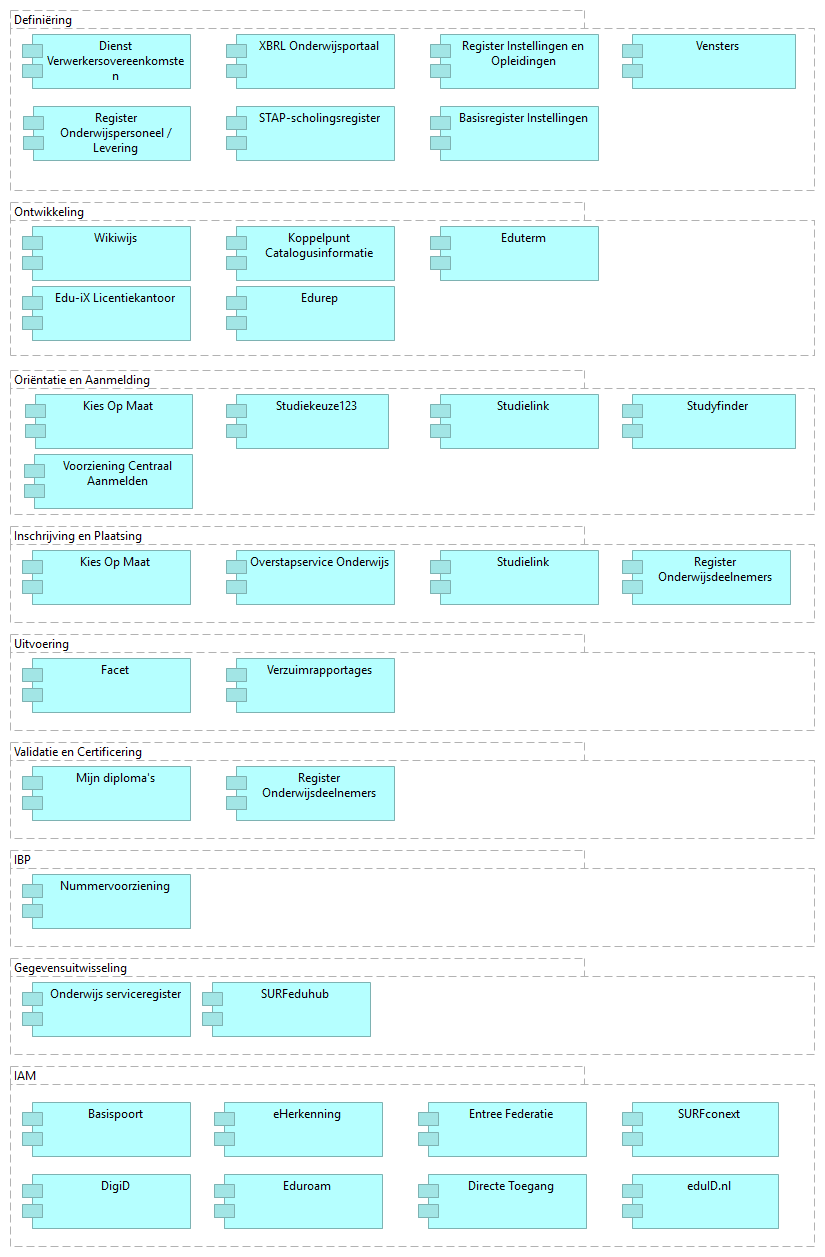 Definiëring
Dienst
Verwerkersovereenkomste
n
XBRL Onderwijsportaal
Register Instellingen en
Opleidingen
Vensters
Register
Onderwijspersoneel /
Levering
STAP-scholingsregister
Basisregister Instellingen
Ontwikkeling
Wikiwijs
Koppelpunt
Catalogusinformatie
Eduterm
Edu-iX Licentiekantoor
Edurep
Oriëntatie en Aanmelding
Kies Op Maat
Studiekeuze123
Studielink
Studyfinder
Voorziening Centraal
Aanmelden
Inschrijving en Plaatsing
Kies Op Maat
Overstapservice Onderwijs
Studielink
Register
Onderwijsdeelnemers
Uitvoering
Facet
Verzuimrapportages
Validatie en Certificering
Mijn diploma's
Register
Onderwijsdeelnemers
IBP
Nummervoorziening
Gegevensuitwisseling
Onderwijs serviceregister
SURFeduhub
IAM
Basispoort
eHerkenning
Entree Federatie
SURFconext
DigiD
Eduroam
Directe Toegang
eduID.nl